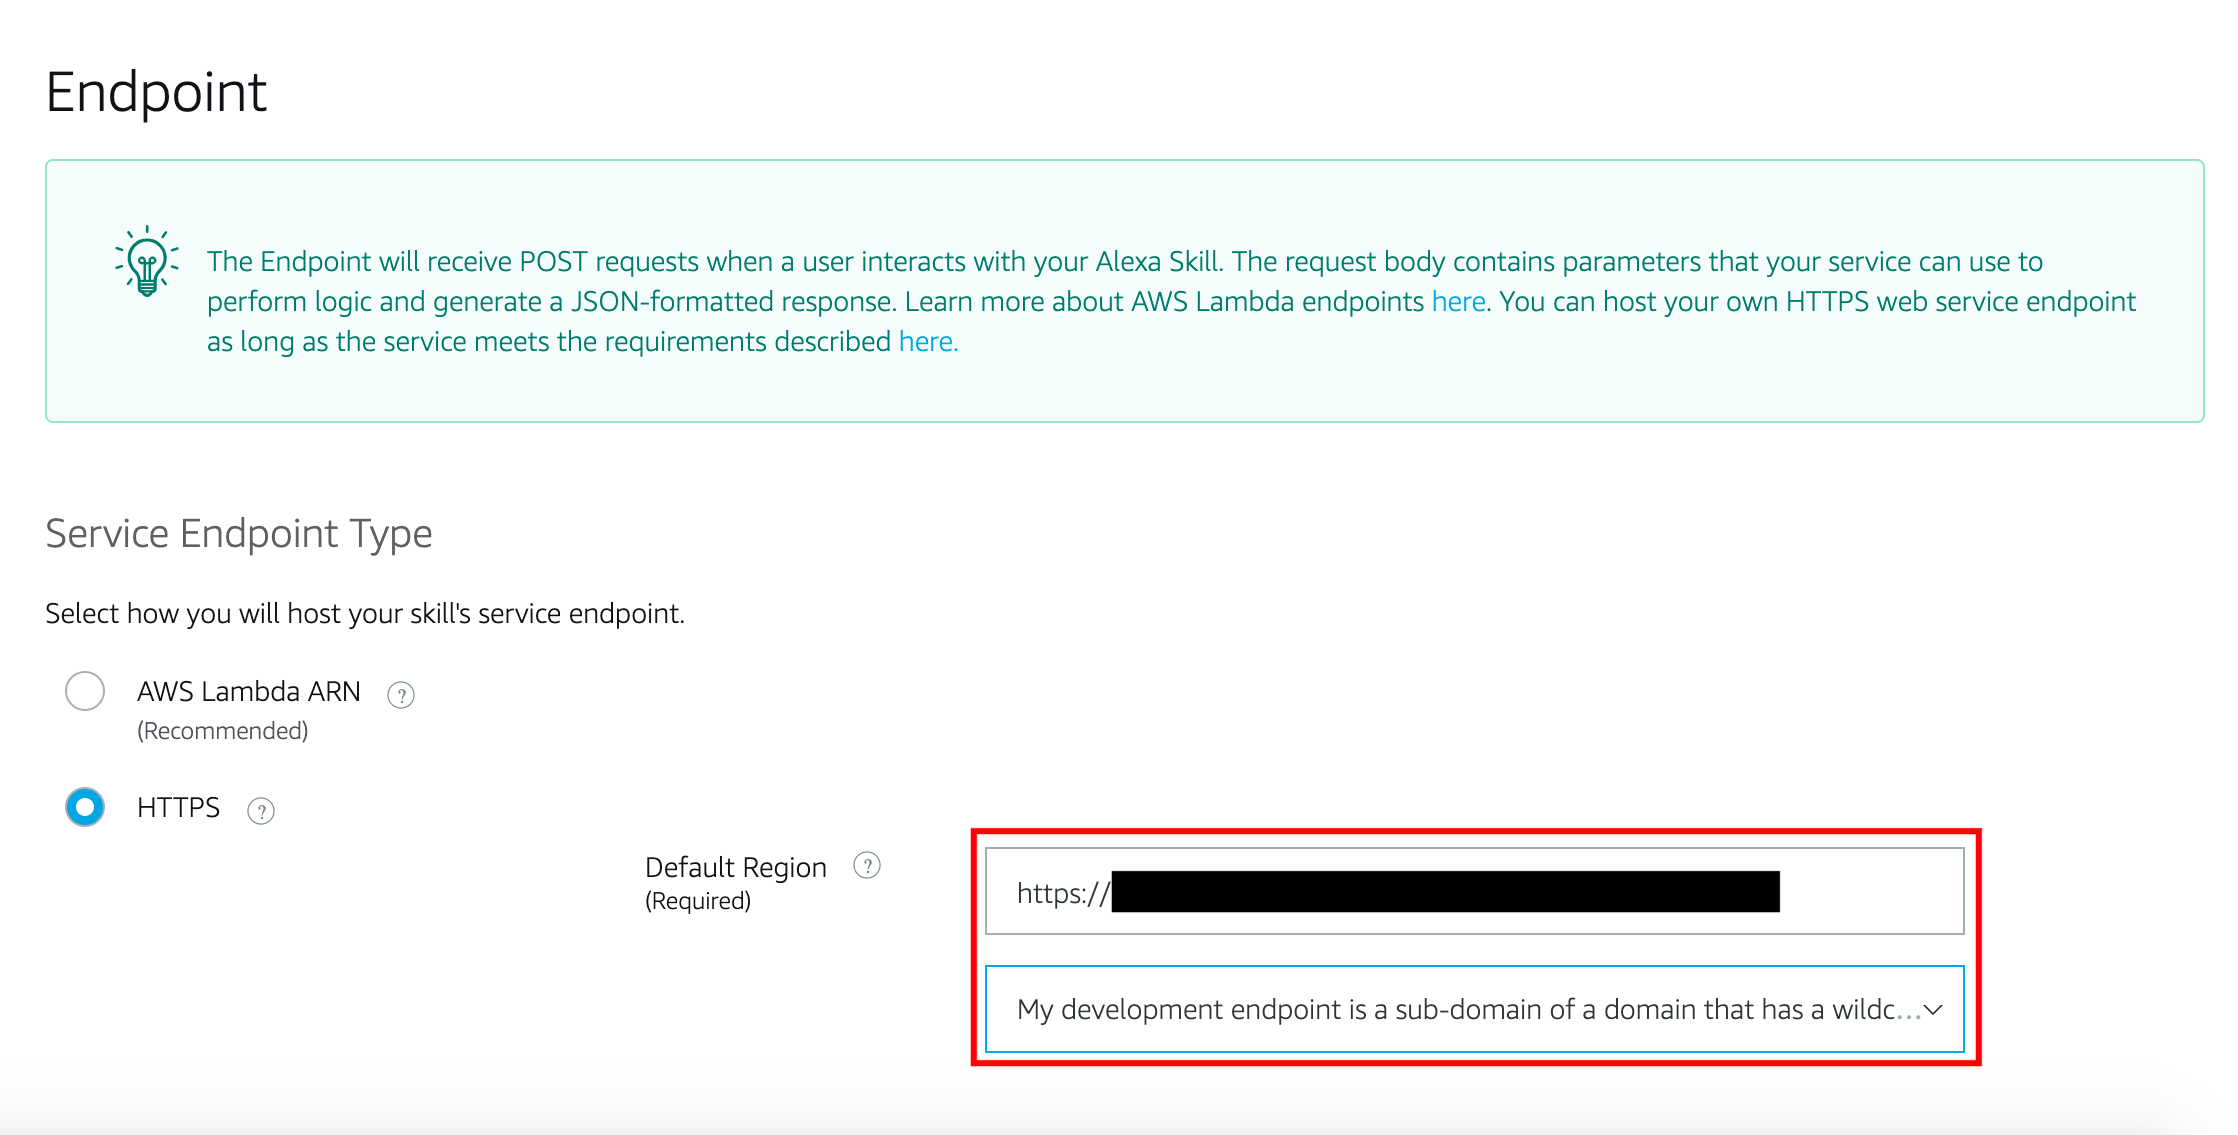 Endpoint
The Endpoint will receive POST requests when a user interacts with your Alexa Skill. The request body contains parameters that your service can use to
perform logic and generate a JSON-formatted response. Learn more about AWS Lambda endpoints here. You can host your own HTTPS web service endpoint
as long as the service meets the requirements described here.
Service Endpoint Type
Select how you will host your skill's service endpoint.
AWS Lambda ARN ?
(Recommended)
HTTPS ?
Default Region ?
(Required)
https://
My development endpoint is a sub-domain of a domain that has a wildc...